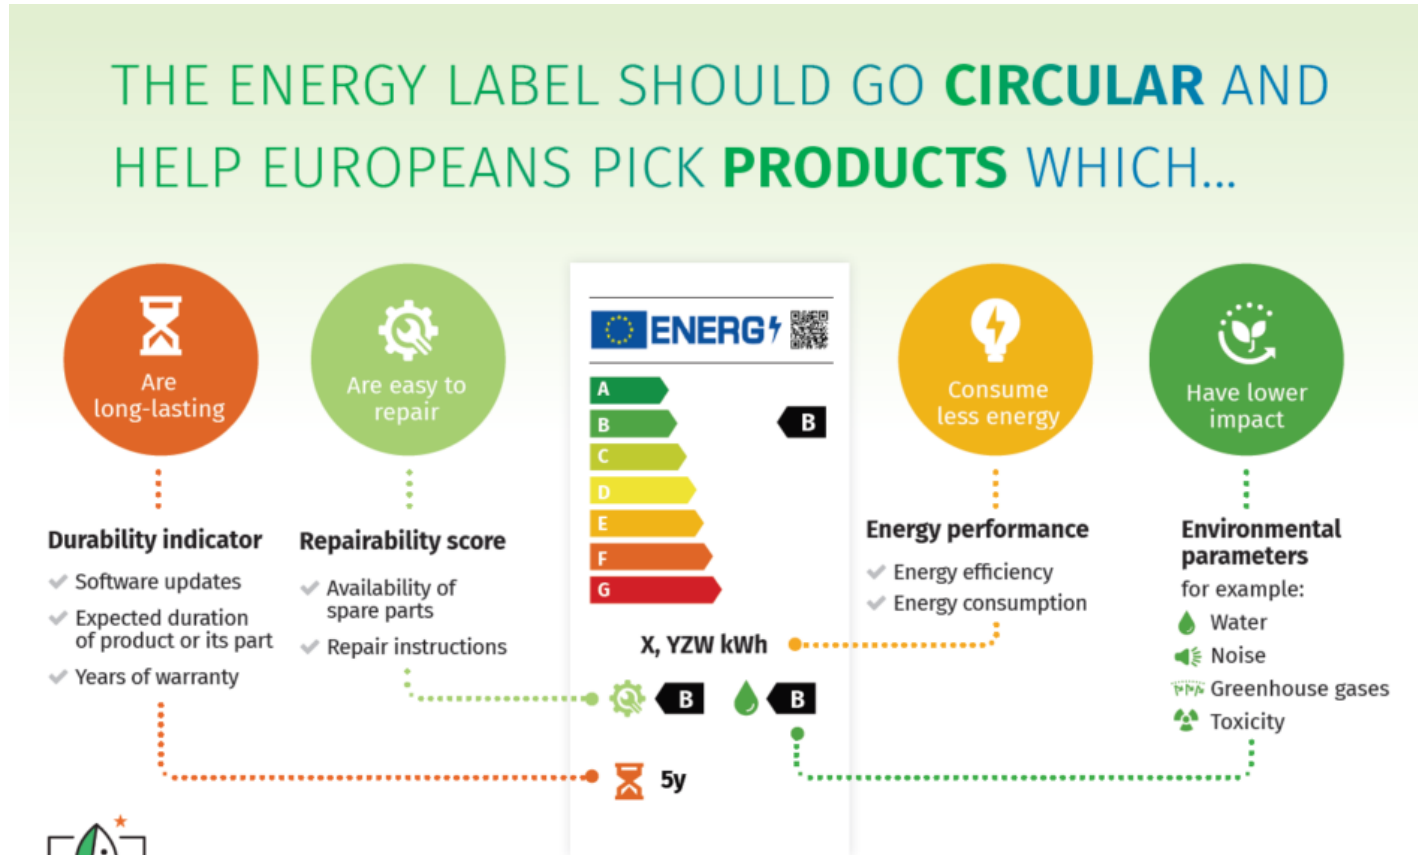 THE ENERGY LABEL SHOULD GO CIRCULAR AND
HELP EUROPEANS PICK PRODUCTS WHICH...
Are
long-lasting
Durability indicator
Software updates
Expected duration
of product or its part
Years of warranty
Are easy to
repair
Repairability score
Availability of
spare parts
Repair instructions
ENERG
A
B
C
D
E
F
G
B
X, YZW kWh
B
B
5y
Consume
less energy
Energy performance
Energy efficiency
Energy consumption
Have lower
impact
Environmental
parameters
for example:
Water
Noise
Greenhouse gases
Toxicity